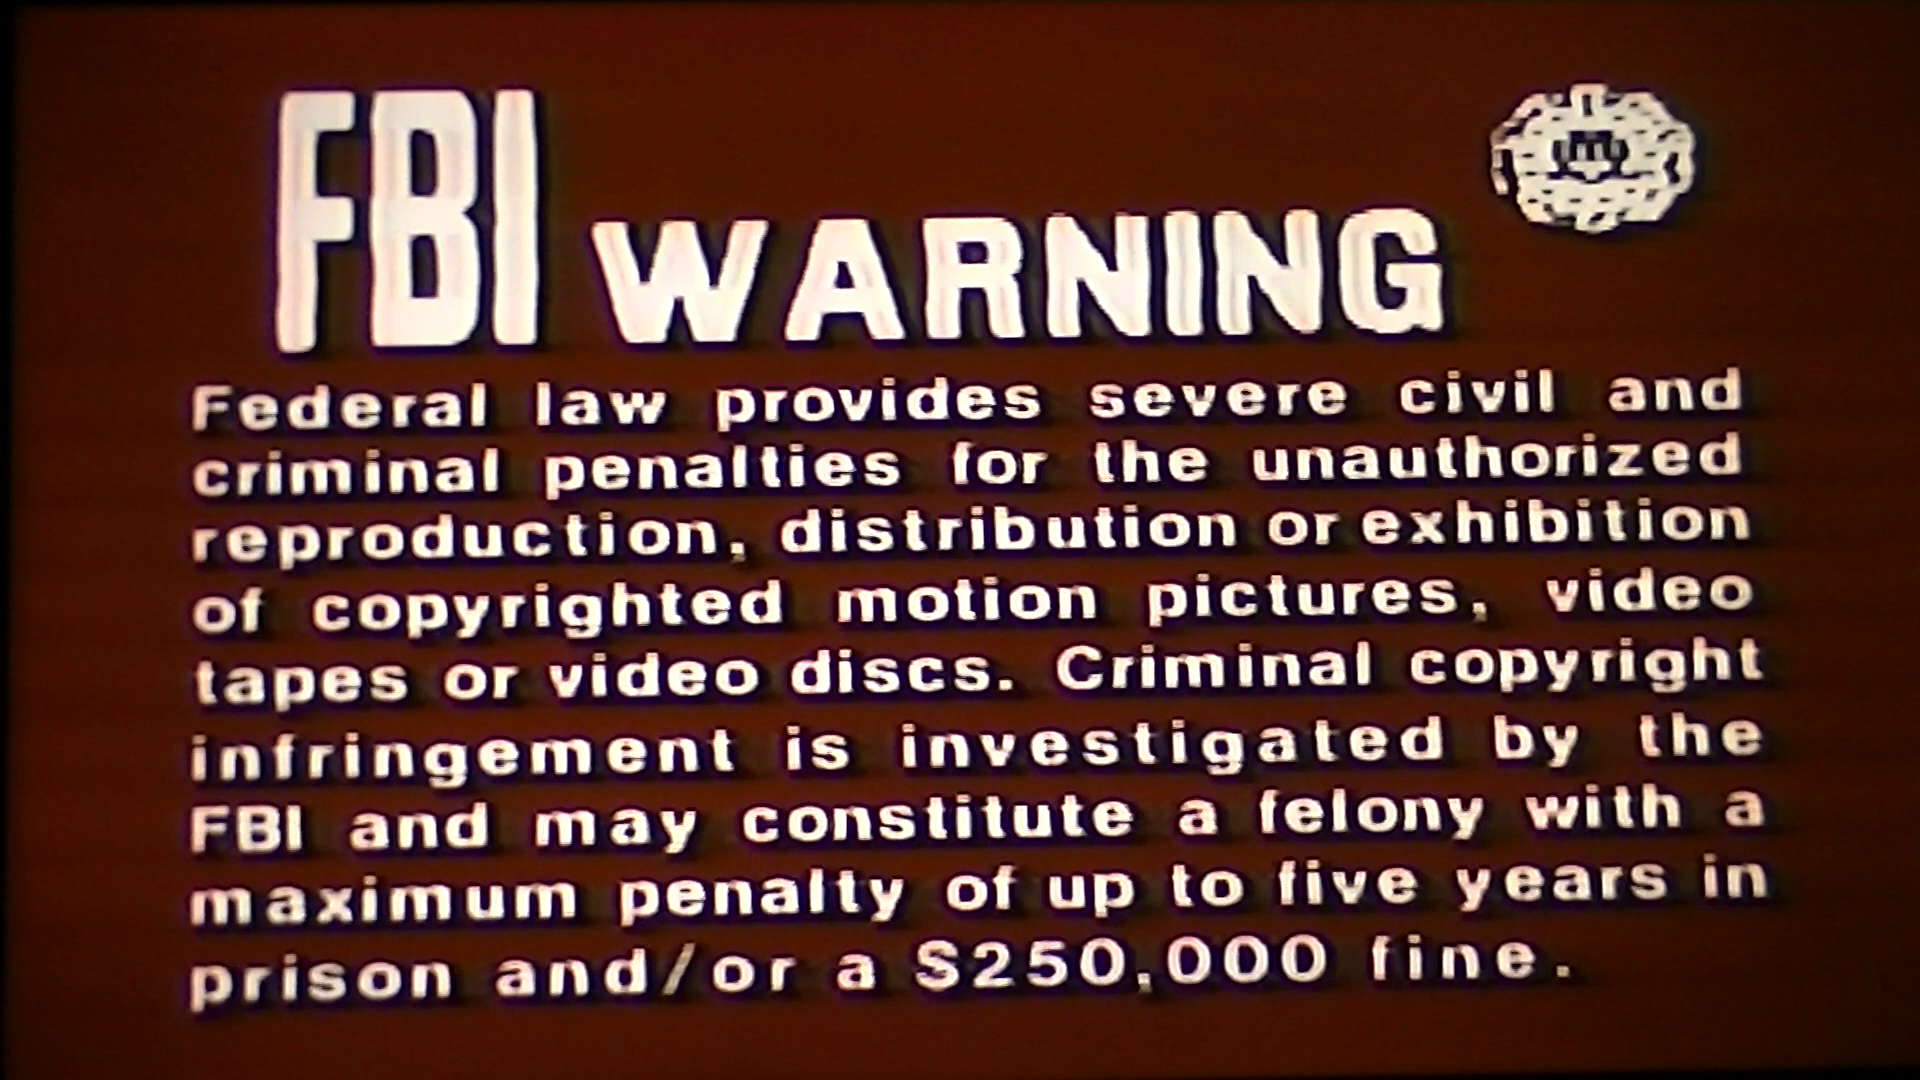 FBI WARNING
Federal law provides severe civil and
criminal penalties for the unauthorized
reproduction, distribution or exhibition
of copyrighted motion pictures, video
tapes or video discs. Criminal copyright
infringement is investigated by the
FBI and may constitute a felony with a
maximum penalty of up to five years in
prison and/or a $250,000 fine.